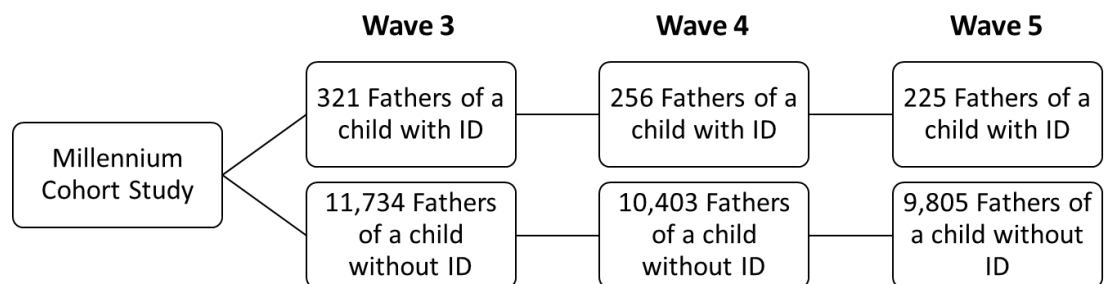 Wave 3
Wave 4
Wave 5
Millennium
Cohort Study
321 Fathers of a
child with ID
256 Fathers of a
child with ID
225 Fathers of a
child with ID
11,734 Fathers
of a child
without ID
10,403 Fathers
of a child
without ID
9,805 Fathers of
a child without
ID